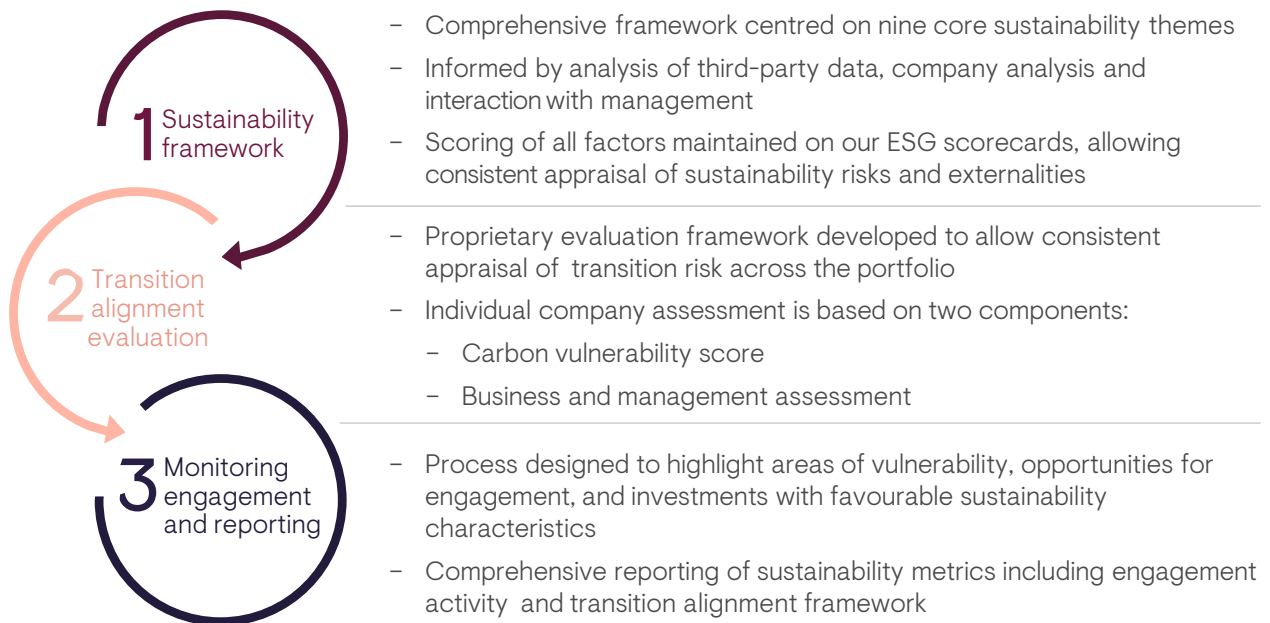 1 Sustainability
framework
– Comprehensive framework centred on nine core sustainability themes
– Informed by analysis of third-party data, company analysis and
interaction with management
– Scoring of all factors maintained on our ESG scorecards, allowing
consistent appraisal of sustainability risks and externalities
2 Transition
alignment
evaluation
– Proprietary evaluation framework developed to allow consistent
appraisal of transition risk across the portfolio
– Individual company assessment is based on two components:
– Carbon vulnerability score
– Business and management assessment
3 Monitoring
engagement
and reporting
– Process designed to highlight areas of vulnerability, opportunities for
engagement, and investments with favourable sustainability
characteristics
– Comprehensive reporting of sustainability metrics including engagement
activity and transition alignment framework